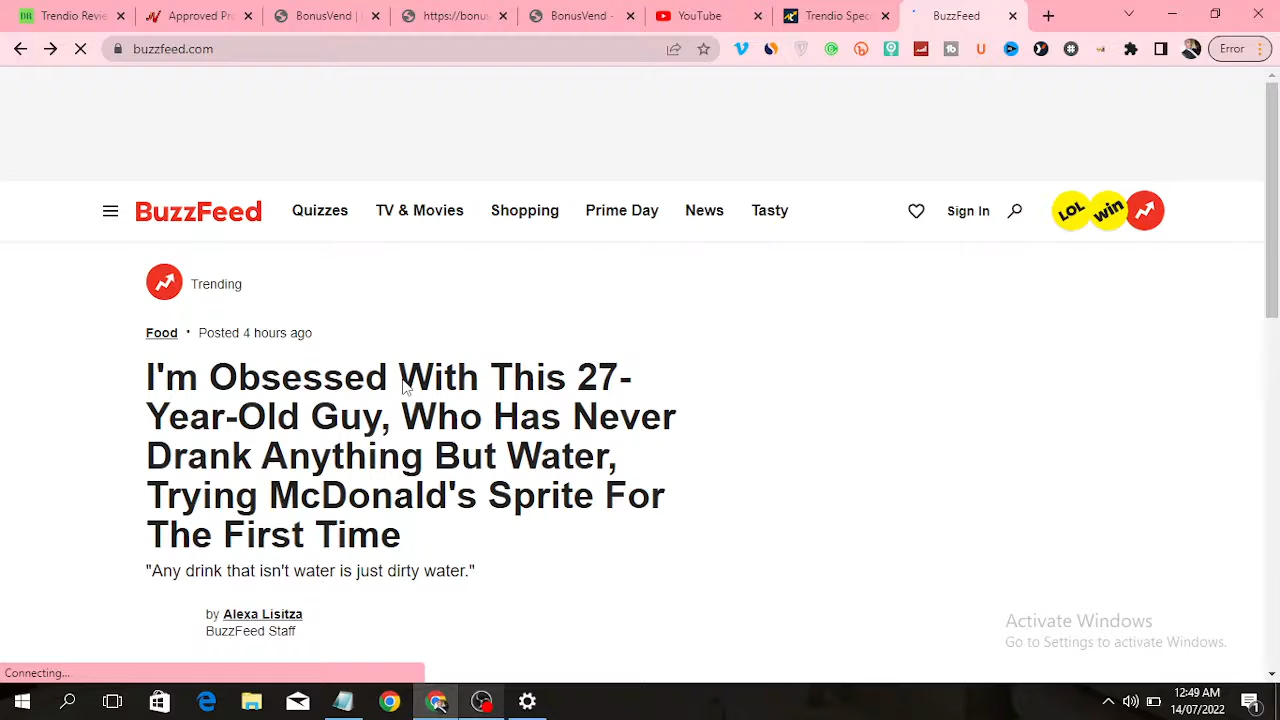 Trendio Revie
Approved Pr
BonusVend |
https://bonus
BonusVend -
YouTube
Trendio Spec
BuzzFeed
buzzfeed.com
Error
BuzzFeed
Quizzes
TV & Movies
Shopping
Prime Day
News
Tasty
Sign In
LOL
win
Trending
Food • Posted 4 hours ago
I'm Obsessed With This 27-
Year-Old Guy, Who Has Never
Drank Anything But Water,
Trying McDonald's Sprite For
The First Time
"Any drink that isn't water is just dirty water."
by Alexa Lisitza
BuzzFeed Staff
Activate Windows
Go to Settings to activate Windows.
Connecting...
12:49 AM
14/07/2022